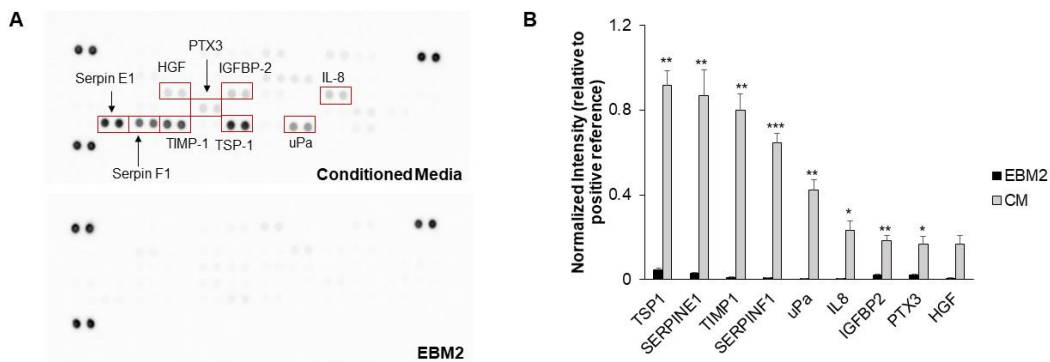 A
PTX3
HGF
IGFBP-2
IL-8
Serpin E1
TIMP-1
TSP-1
uPa
Serpin F1
Conditioned Media
EBM2
B
Normalized Intensity (relative to
positive reference)
1.2
0.8
0.4
0
**
**
**
***
**
*
**
*
EBM2
CM
TSP1
SERPINE1
TIMP1
SERPINF1
uPa
IL8
IGFBP2
PTX3
HGF